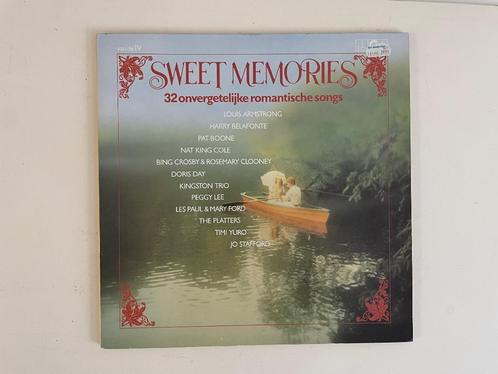 SWEET MEMORIES
32 onvergetelijke romantische songs
LOUIS ARMSTRONG
HARRY BELAFONTE
PAT BOONE
NAT KING COLE
BING CROSBY & ROSEMARY CLOONEY
DORIS DAY
KINGSTON TRIO
PEGGY LEE
LES PAUL & MARY FORD
THE PLATTERS
TIMI YURO
JO STAFFORD